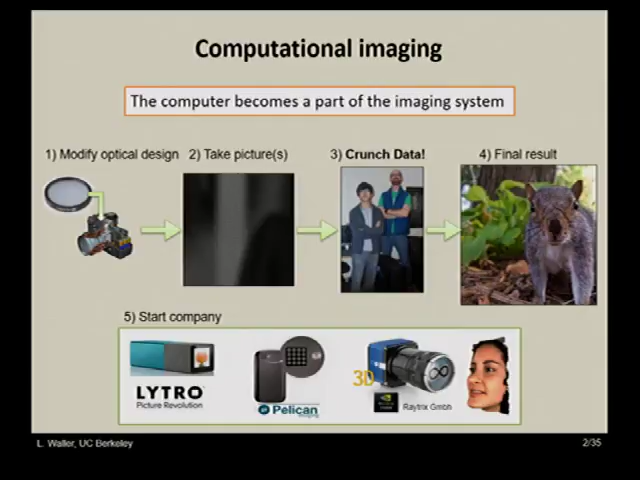 Computational imaging
The computer becomes a part of the imaging system
1) Modify optical design
2) Take picture(s)
3) Crunch Data!
4) Final result
5) Start company
LYTRO
Picture Revolution
Pelican
imaging
3D
Raytrix Gmbh
L. Waller, UC Berkeley
2/35